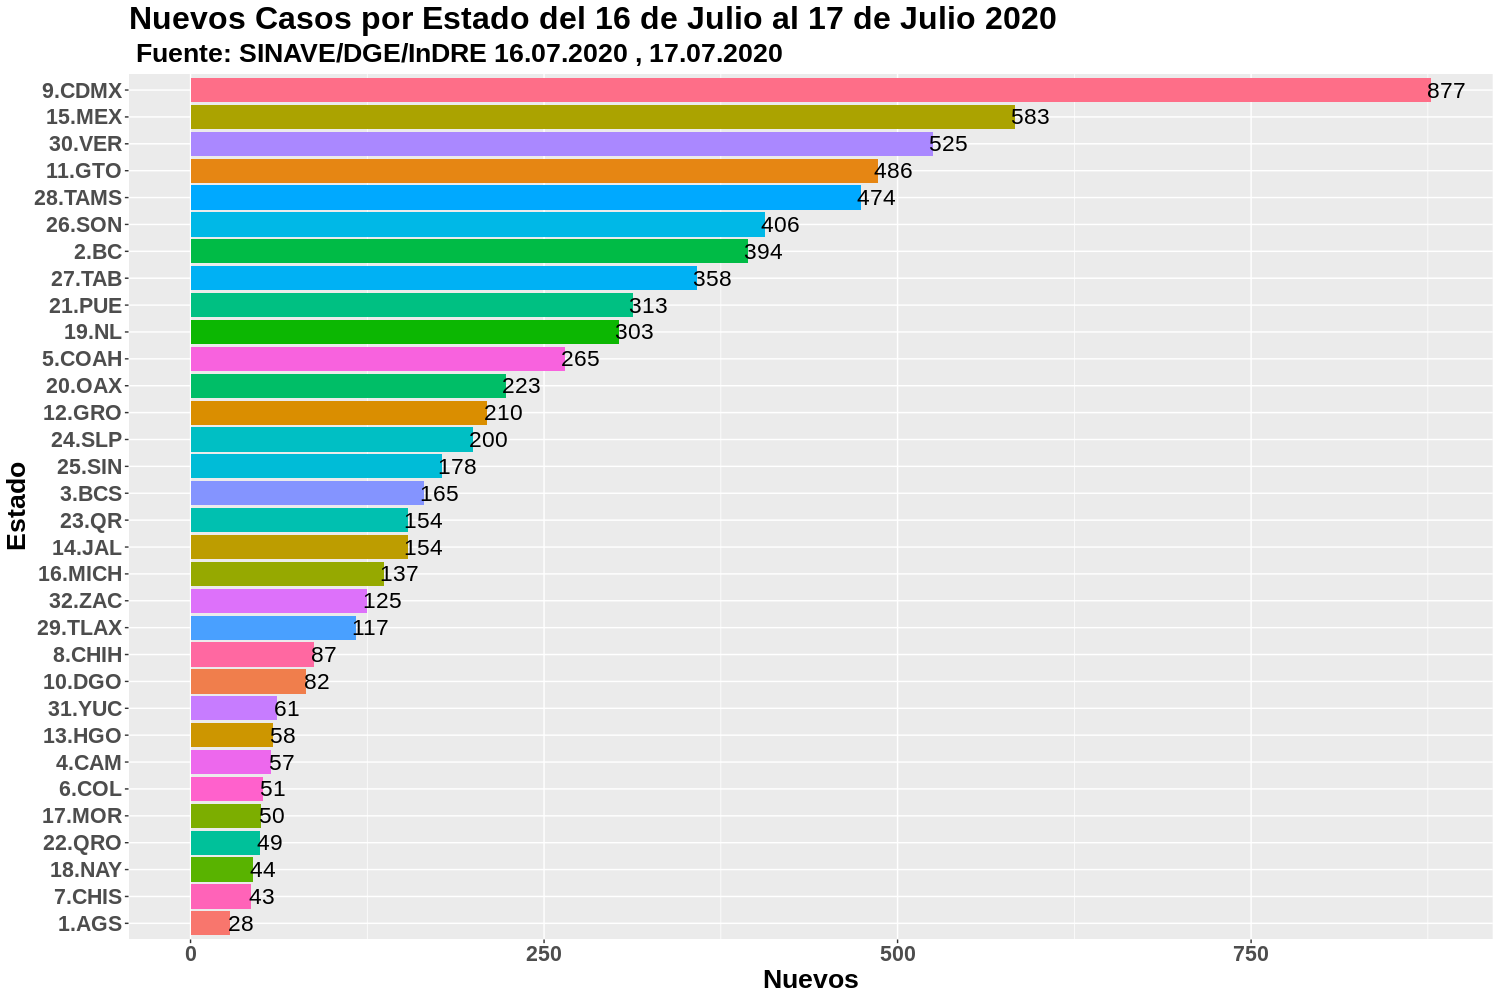 Nuevos Casos por Estado del 16 de Julio al 17 de Julio 2020
Fuente: SINAVE/DGE/InDRE 16.07.2020 , 17.07.2020
9.CDMX 877
15.MEX 583
30.VER 525
11.GTO 486
28.TAMS 474
26.SON 406
2.BC 394
27.TAB 358
21.PUE 313
19.NL 303
5.COAH 265
20.OAX 223
12.GRO 210
24.SLP 200
25.SIN 178
3.BCS 165
23.QR 154
14.JAL 154
16.MICH 137
32.ZAC 125
29.TLAX 117
8.CHIH 87
10.DGO 82
31.YUC 61
13.HGO 58
4.CAM 57
6.COL 51
17.MOR 50
22.QRO 49
18.NAY 44
7.CHIS 43
1.AGS 28
Estado
0 250 500 750
Nuevos